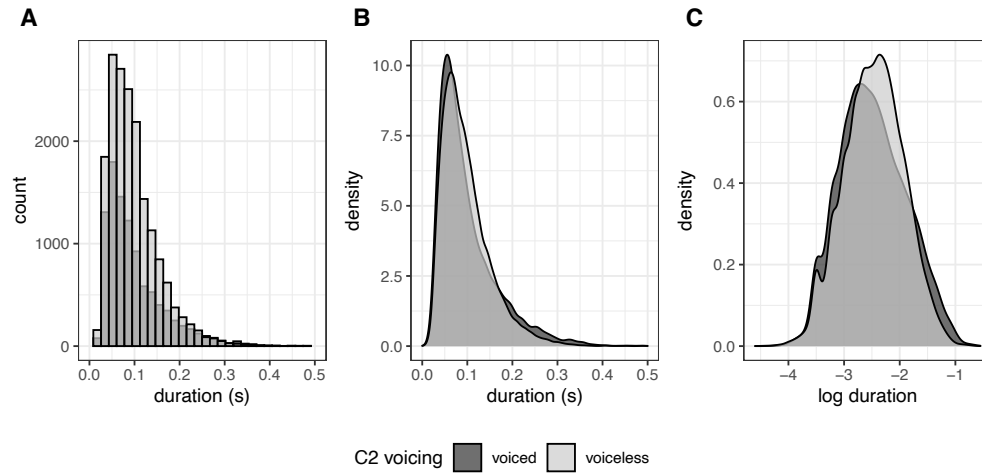 A
B
C
count
2000
1000
0
0.0 0.1 0.2 0.3 0.4 0.5
duration (s)
density
10.0
7.5
5.0
2.5
0.0
0.0 0.1 0.2 0.3 0.4 0.5
duration (s)
density
0.6
0.4
0.2
0.0
−4 −3 −2 −1
log duration
C2 voicing voiced voiceless